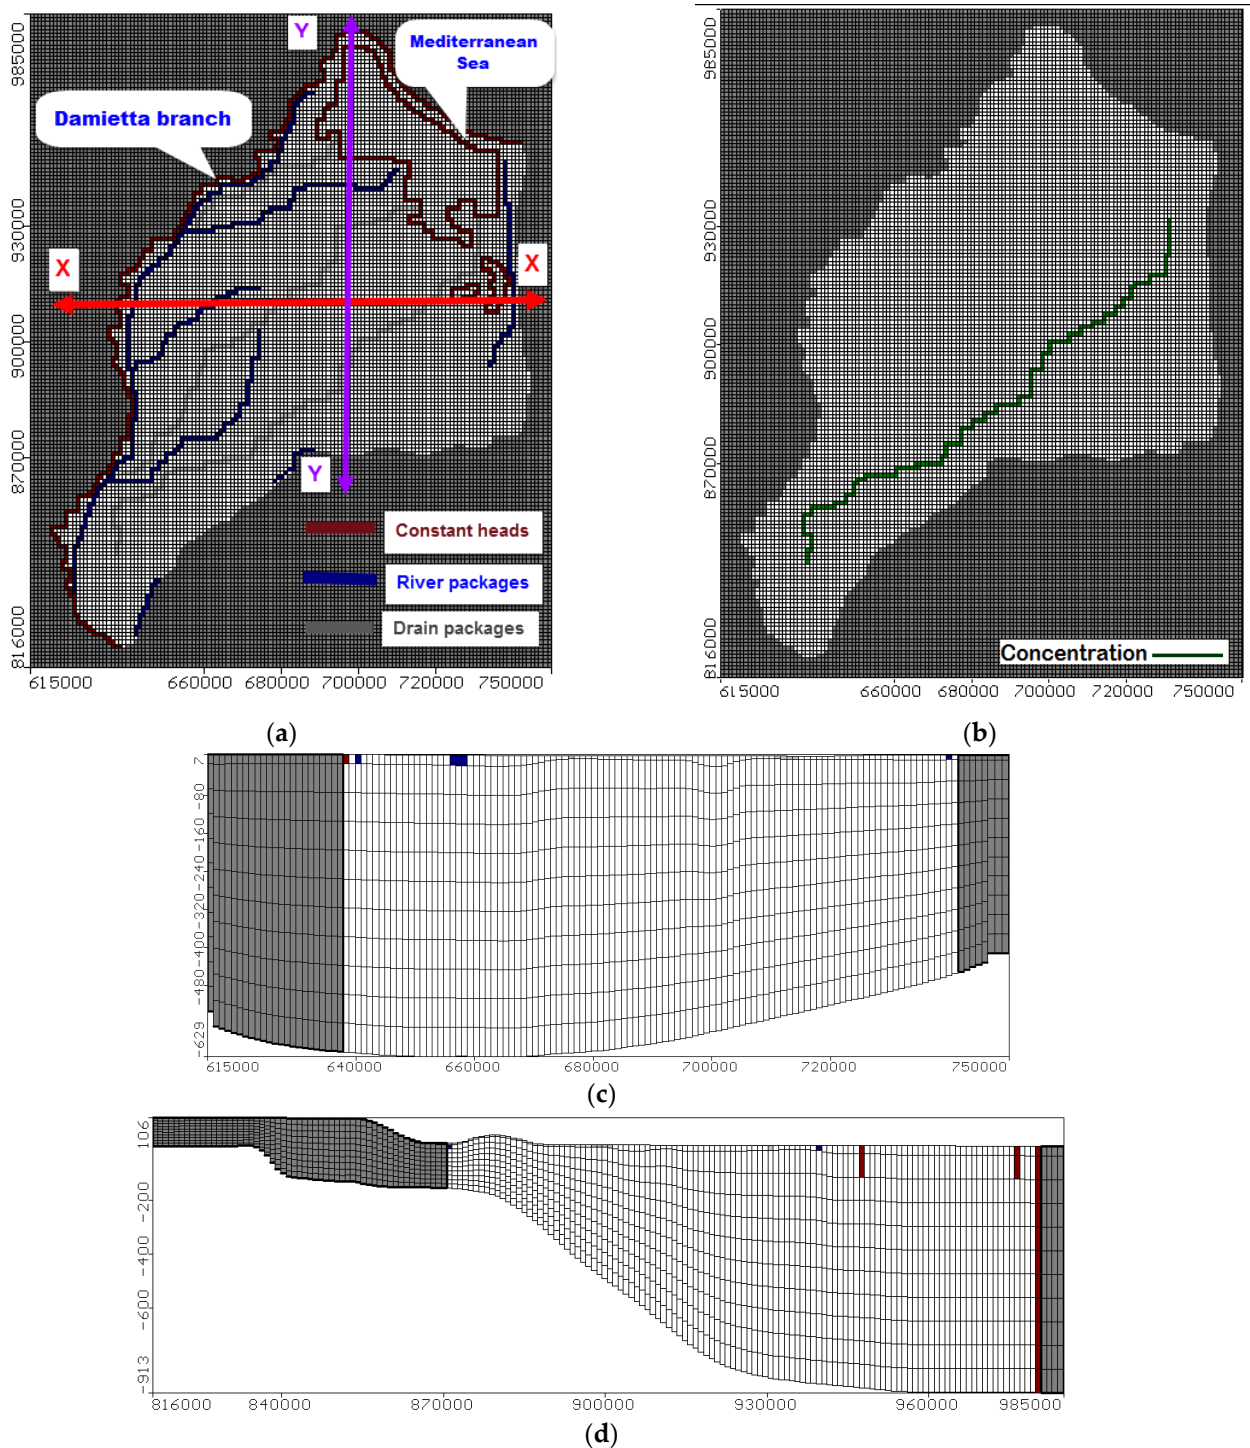 Y
Mediterranean
Sea
Damietta branch
X
X
Y
Constant heads
River packages
Drain packages
985000
930000
900000
870000
816000
615000 660000 680000 700000 720000 750000
(a)
985000
930000
900000
870000
816000
Concentration
615000 660000 680000 700000 720000 750000
(b)
7
-80
-160
-240
-320
-400
-480
-629
615000 640000 660000 680000 700000 720000 750000
(c)
106
-200
-400
-600
-913
816000 840000 870000 900000 930000 960000 985000
(d)